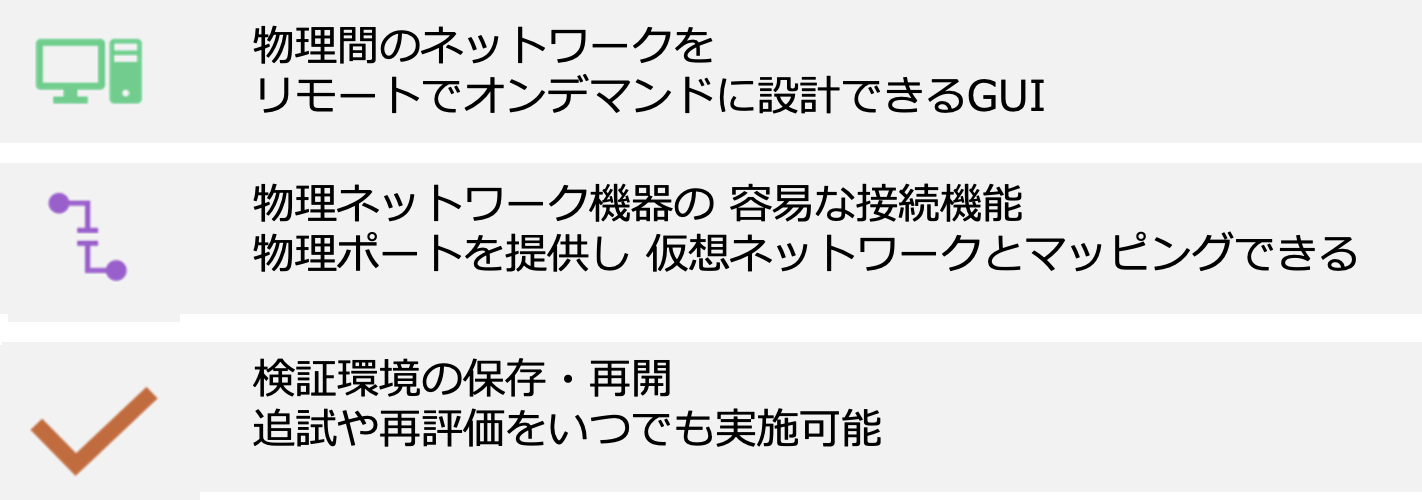 物理間のネットワークを
リモートでオンデマンドに設計できるGUI
物理ネットワーク機器の 容易な接続機能
物理ポートを提供し 仮想ネットワークとマッピングできる
検証環境の保存・再開
追試や再評価をいつでも実施可能